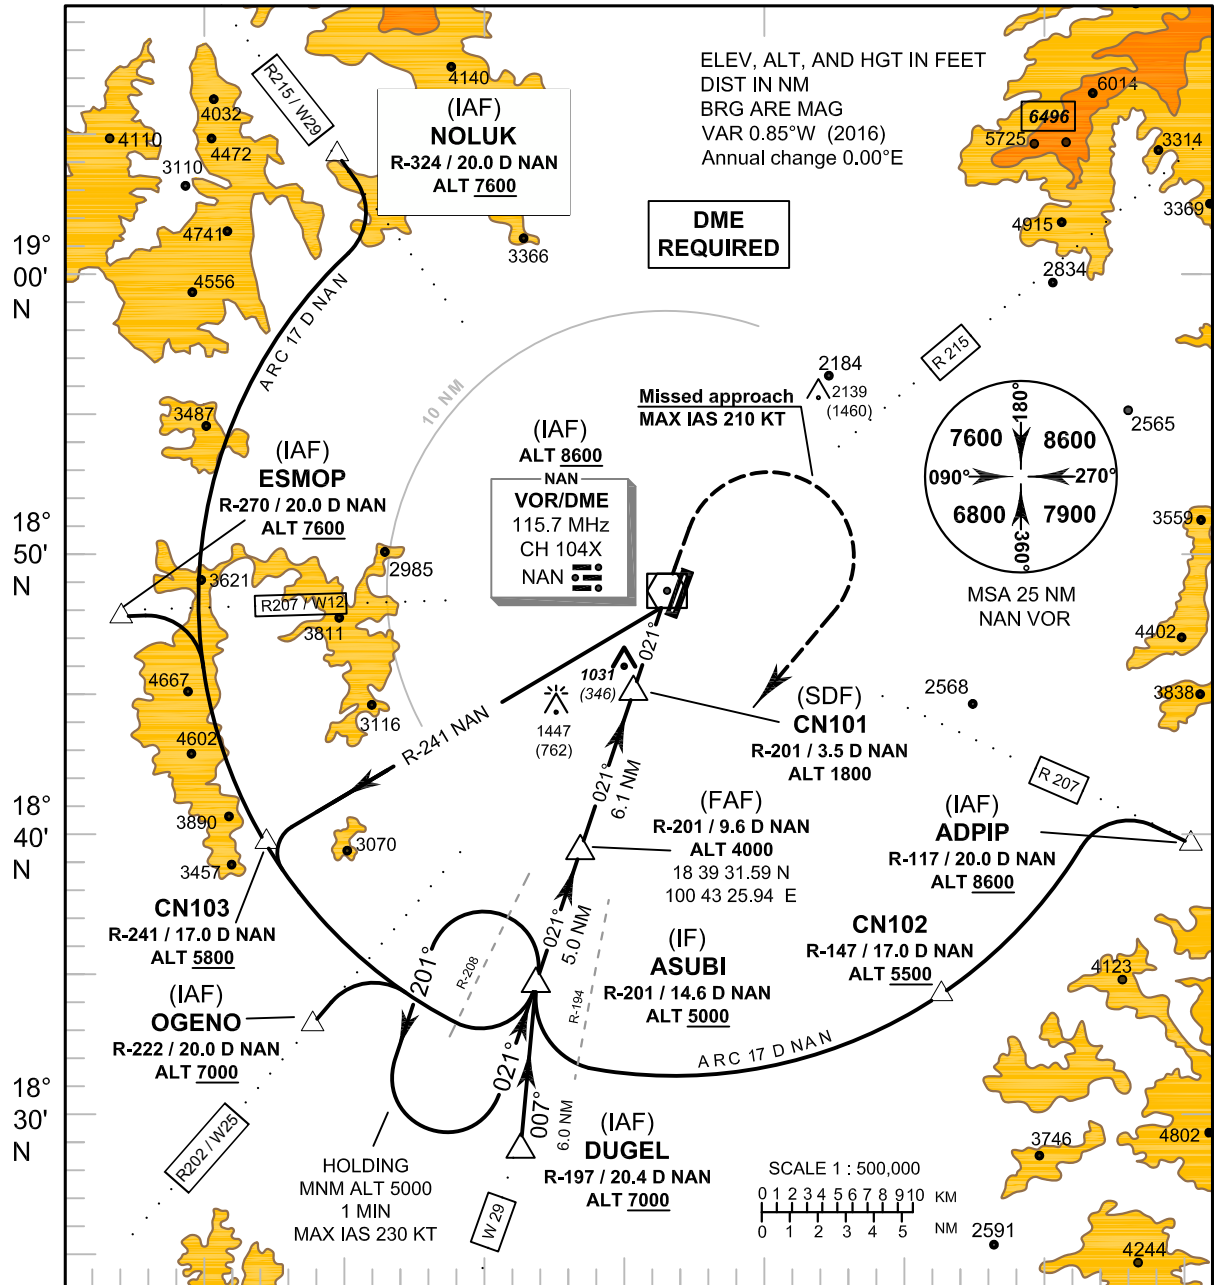 ELEV, ALT, AND HGT IN FEET
DIST IN NM
BRG ARE MAG
VAR 0.85°W (2016)
Annual change 0.00°E
DME
REQUIRED
R215 / W29
(IAF)
NOLUK
R-324 / 20.0 D NAN
ALT 7600
4140
4032
4110
4472
3110
4741
4556
3366
6014
6496
5725
3314
4915
3369
2834
19°
00'
N
ARC 17 D NAN
10 NM
R 215
2184
2139
(1460)
Missed approach
MAX IAS 210 KT
2565
180°
7600
8600
090°
270°
6800
7900
360°
MSA 25 NM
NAN VOR
3487
(IAF)
ESMOP
R-270 / 20.0 D NAN
ALT 7600
(IAF)
ALT 8600
NAN
VOR/DME
115.7 MHz
CH 104X
NAN
18°
50'
N
3559
3621
2985
R207 / W12
3811
4402
3838
4667
3116
4602
R-241 NAN
021°
1031
(346)
1447
(762)
2568
(SDF)
CN101
R-201 / 3.5 D NAN
ALT 1800
R 207
021°
6.1 NM
18°
40'
N
3890
3070
3457
(FAF)
R-201 / 9.6 D NAN
ALT 4000
18 39 31.59 N
100 43 25.94 E
(IAF)
ADPIP
R-117 / 20.0 D NAN
ALT 8600
CN103
R-241 / 17.0 D NAN
ALT 5800
CN102
R-147 / 17.0 D NAN
ALT 5500
201°
R-208
021°
5.0 NM
R-194
(IF)
ASUBI
R-201 / 14.6 D NAN
ALT 5000
4123
(IAF)
OGENO
R-222 / 20.0 D NAN
ALT 7000
ARC 17 D NAN
021°
007°
6.0 NM
18°
30'
N
R202 / W25
HOLDING
MNM ALT 5000
1 MIN
MAX IAS 230 KT
(IAF)
DUGEL
R-197 / 20.4 D NAN
ALT 7000
W 29
3746
4802
SCALE 1 : 500,000
0 1 2 3 4 5 6 7 8 9 10 KM
0 5 NM
2591
4244